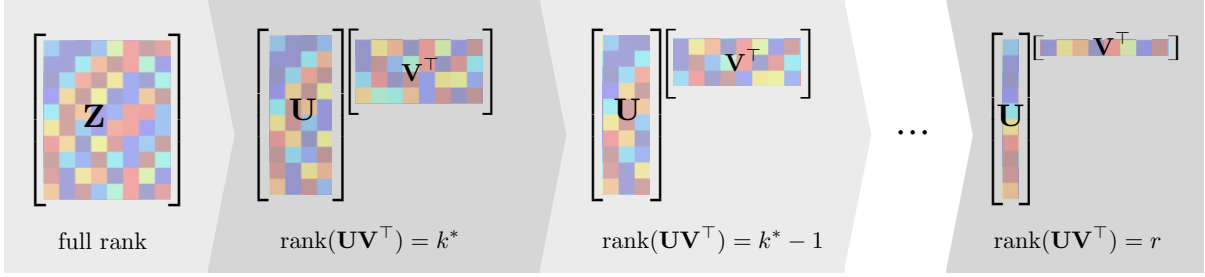 Z
U
V⊤
U
V⊤
...
U
V⊤
full rank
rank(UV⊤) = k*
rank(UV⊤) = k* − 1
rank(UV⊤) = r